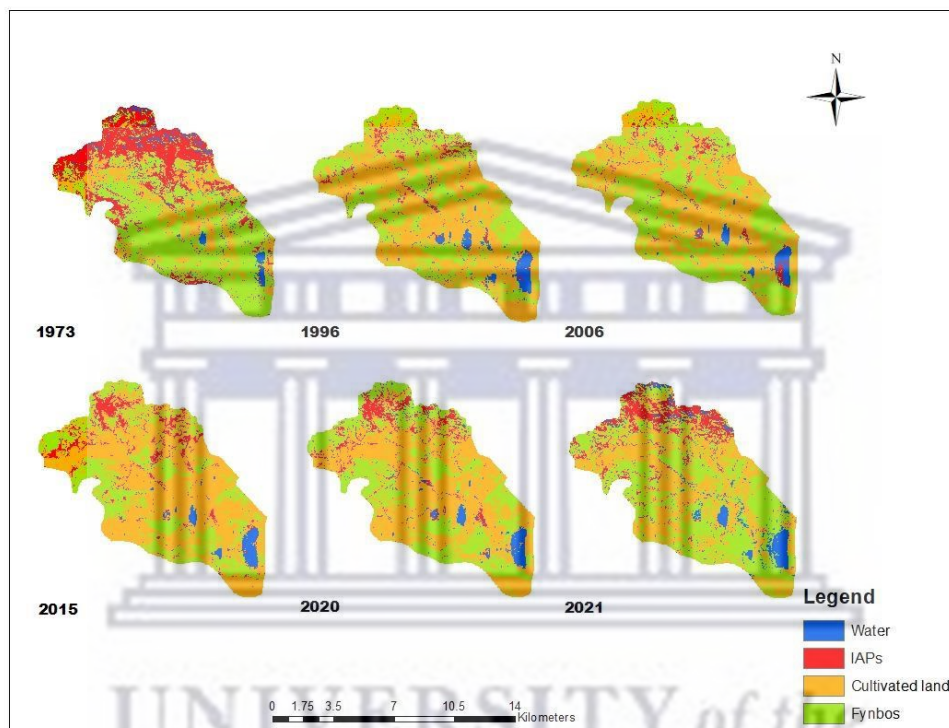 N
1973
1996
2006
2015
2020
2021
Legend
Water
IAPs
Cultivated land
Fynbos
0 1.75 3.5 7 10.5 14
Kilometers
UNIVERSITY of the